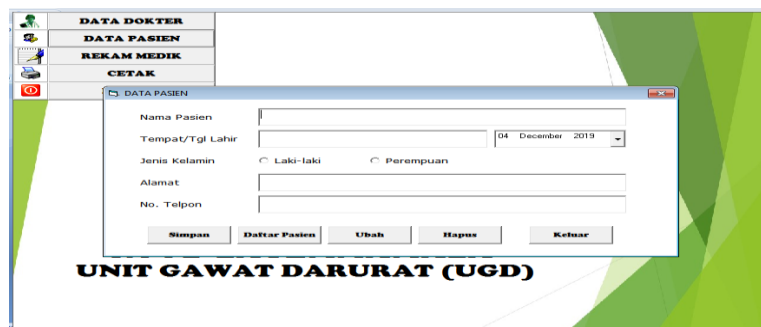 DATA DOKTER
DATA PASIEN
REKAM MEDIK
CETAK
DATA PASIEN
Nama Pasien
Tempat/Tgl Lahir 04 December 2019
Jenis Kelamin Laki-laki Perempuan
Alamat
No. Telpon
Simpan Daftar Pasien Ubah Hapus Keluar
UNIT GAWAT DARURAT (UGD)